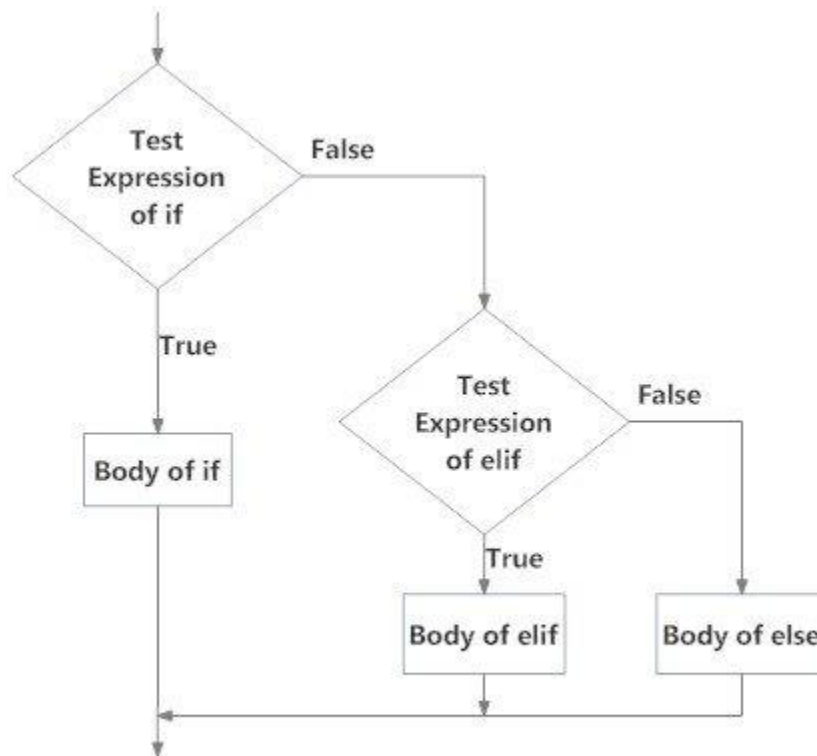 Test
Expression
of if
False
True
Test
Expression
of elif
False
Body of if
True
Body of elif
Body of else